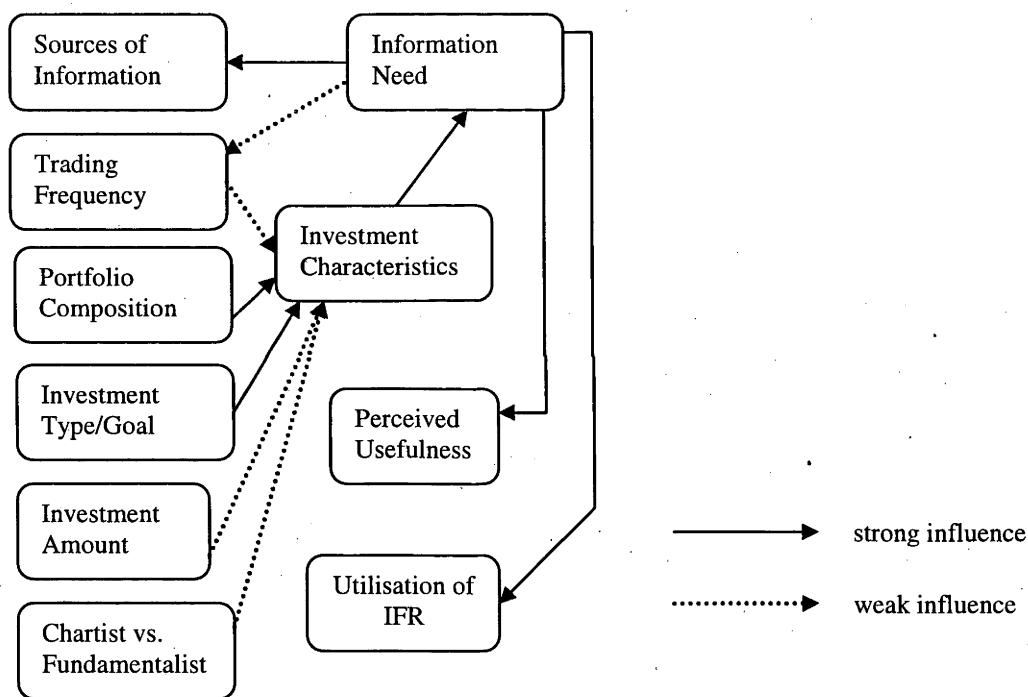 Sources of
Information
Information
Need
Trading
Frequency
Investment
Characteristics
Portfolio
Composition
Investment
Type/Goal
Perceived
Usefulness
Investment
Amount
Utilisation of
IFR
Chartist vs.
Fundamentalist
strong influence
weak influence